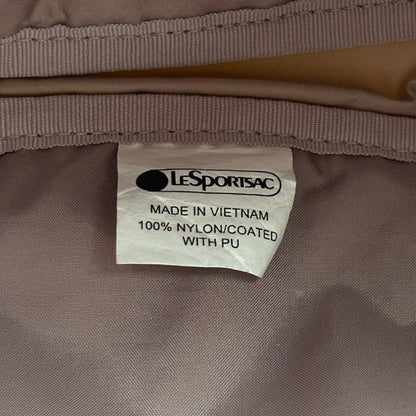 LeSportsac
MADE IN VIETNAM
100% NYLON/COATED
WITH PU